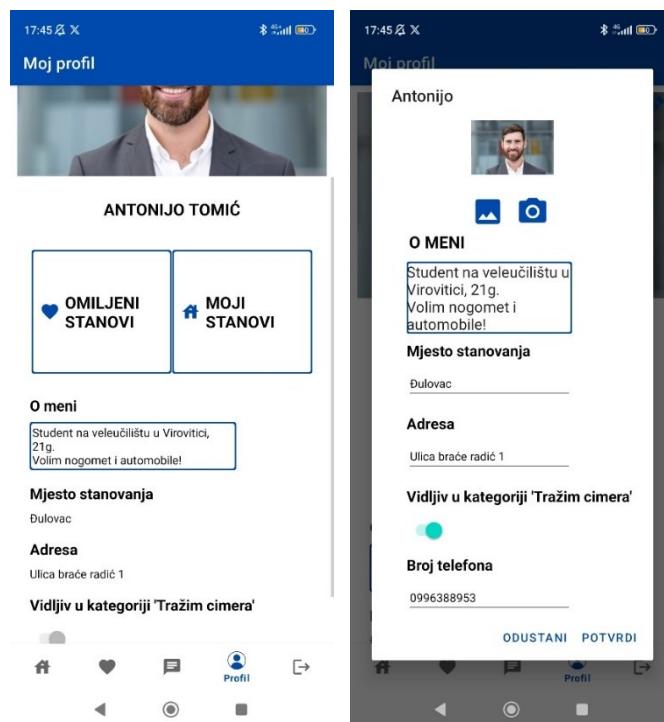 17:45
Moj profil
ANTONIJO TOMIĆ
OMILJENI
STANOVI
MOJI
STANOVI
O meni
Student na veleučilištu u Virovitici,
21g.
Volim nogomet i automobile!
Mjesto stanovanja
Đulovac
Adresa
Ulica braće radić 1
Vidljiv u kategoriji 'Tražim cimera'
Profil
17:45
Moj profil
Antonijo
O MENI
Student na veleučilištu u
Virovitici, 21g.
Volim nogomet i
automobile!
Mjesto stanovanja
Đulovac
Adresa
Ulica braće radić 1
Vidljiv u kategoriji 'Tražim cimera'
Broj telefona
0996388953
ODUSTANI POTVRDI
Profil